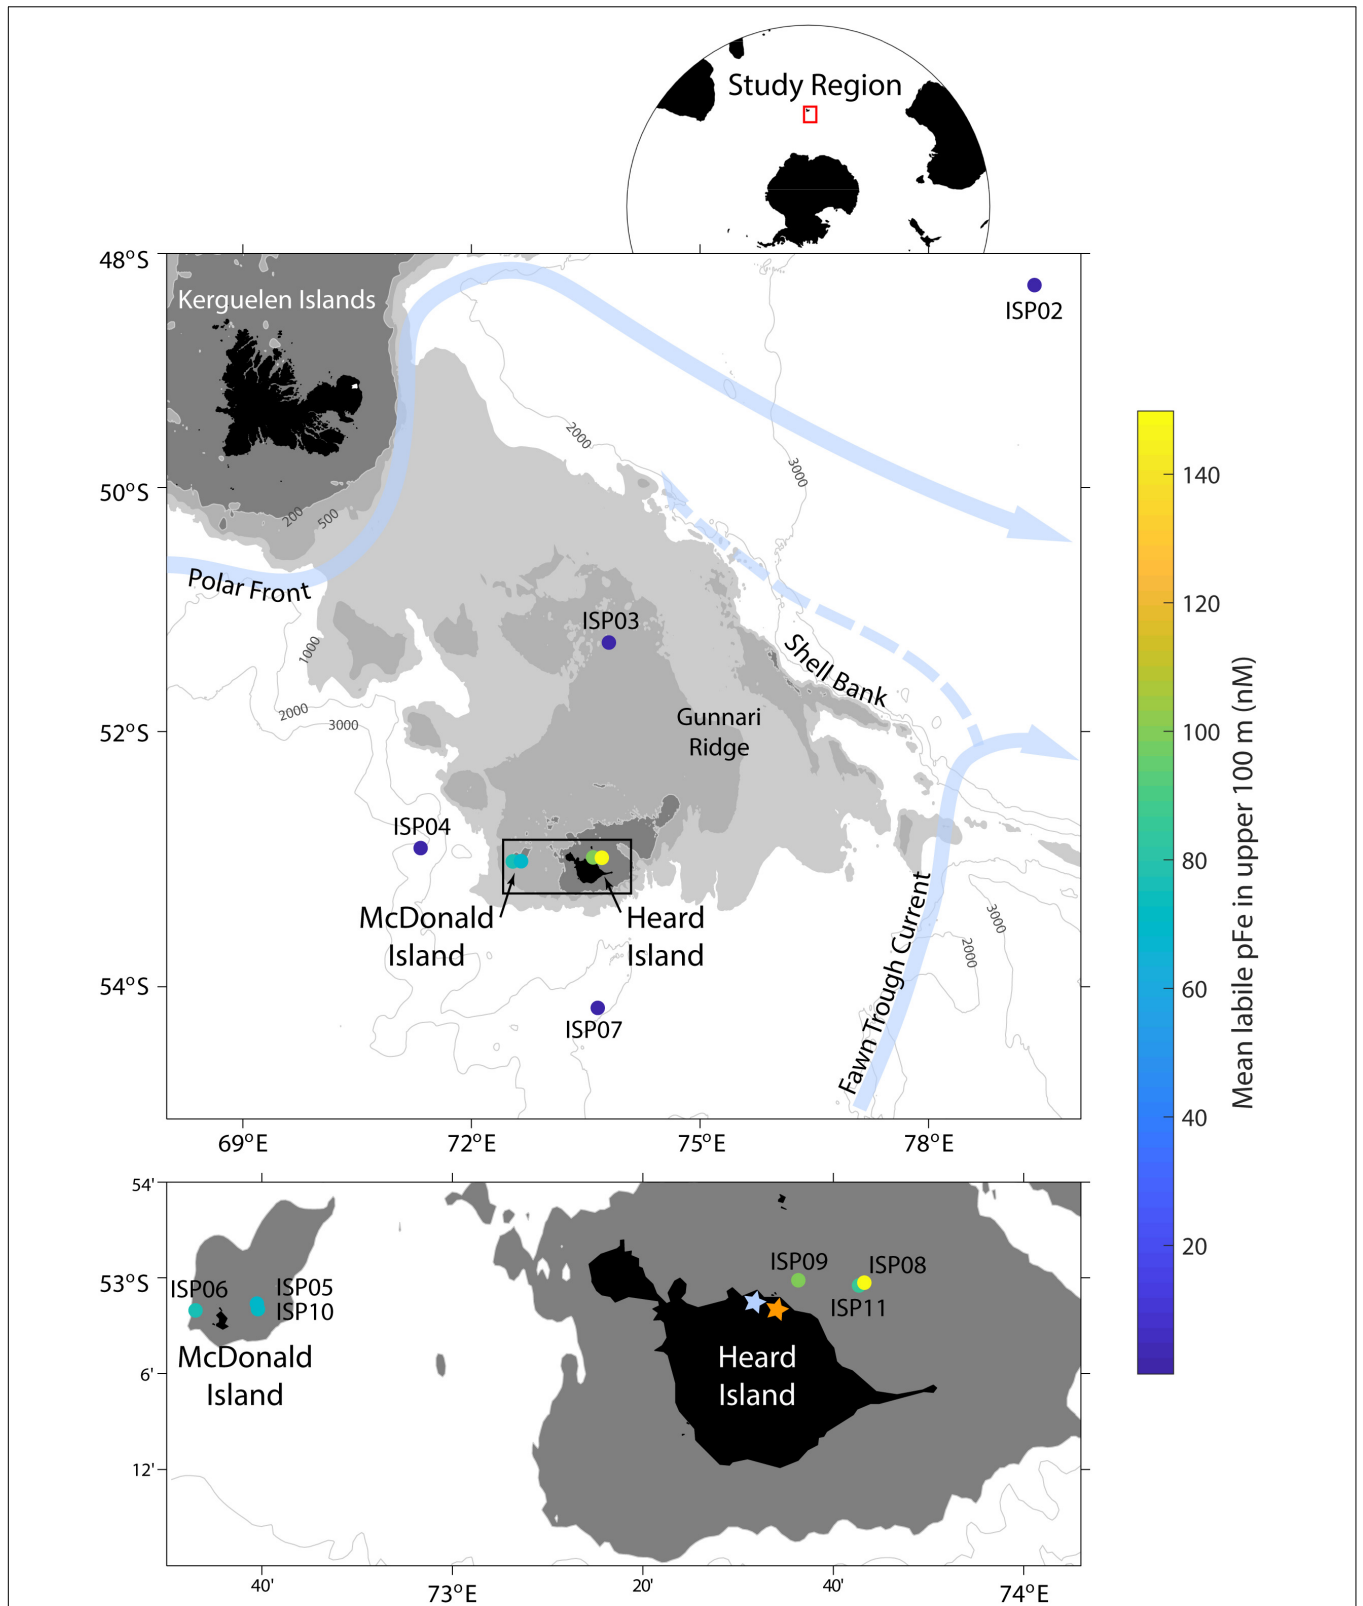 Study Region
48°S
Kerguelen Islands
ISP02
2000
3000
50°S
200
500
Polar Front
ISP03
1000
Shell Bank
2000
3000
Gunnari
Ridge
52°S
ISP04
McDonald
Island
Heard
Island
Fawn Trough Current
3000
2000
54°S
ISP07
69°E
72°E
75°E
78°E
140
120
100
80
60
40
20
Mean labile pFe in upper 100 m (nM)
54'
53°S
6'
12'
ISP06
ISP05
ISP10
McDonald
Island
ISP09
ISP08
ISP11
Heard
Island
40'
73°E
20'
40'
74°E